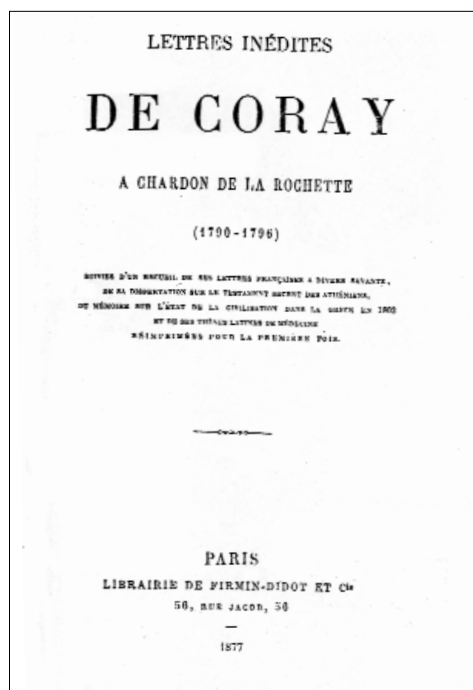 LETTRES INÉDITES
DE CORAY
A CHARDON DE LA ROCHETTE
(1790-1796)
SUIVIES D'UN RECUEIL DE SES LETTRES FRANÇAISES A DIVERS SAVANTS,
DE SA DISSERTATION SUR LE TESTAMENT SECRET DES ATHÉNIENS,
DU MÉMOIRE SUR L'ÉTAT DE LA CIVILISATION DANS LA GRÈCE EN 1803
ET DE SES THÈSES LATINES DE MÉDECINE
RÉIMPRIMÉES POUR LA PREMIÈRE FOIS.
PARIS
LIBRAIRIE DE FIRMIN-DIDOT ET Cie
56, RUE JACOB, 56
1877